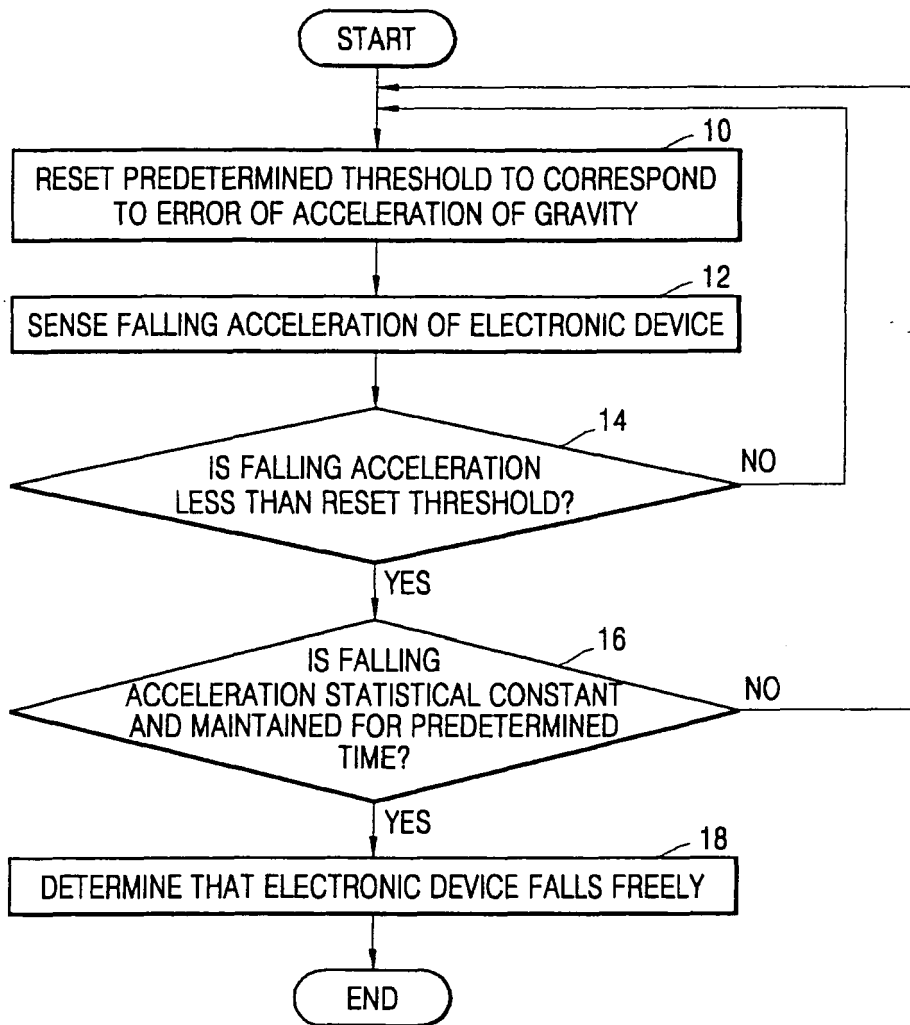 START
10
RESET PREDETERMINED THRESHOLD TO CORRESPOND
TO ERROR OF ACCELERATION OF GRAVITY
12
SENSE FALLING ACCELERATION OF ELECTRONIC DEVICE
14
IS FALLING ACCELERATION
LESS THAN RESET THRESHOLD?
NO
YES
16
IS FALLING
ACCELERATION STATISTICAL CONSTANT
AND MAINTAINED FOR PREDETERMINED
TIME?
NO
YES
18
DETERMINE THAT ELECTRONIC DEVICE FALLS FREELY
END